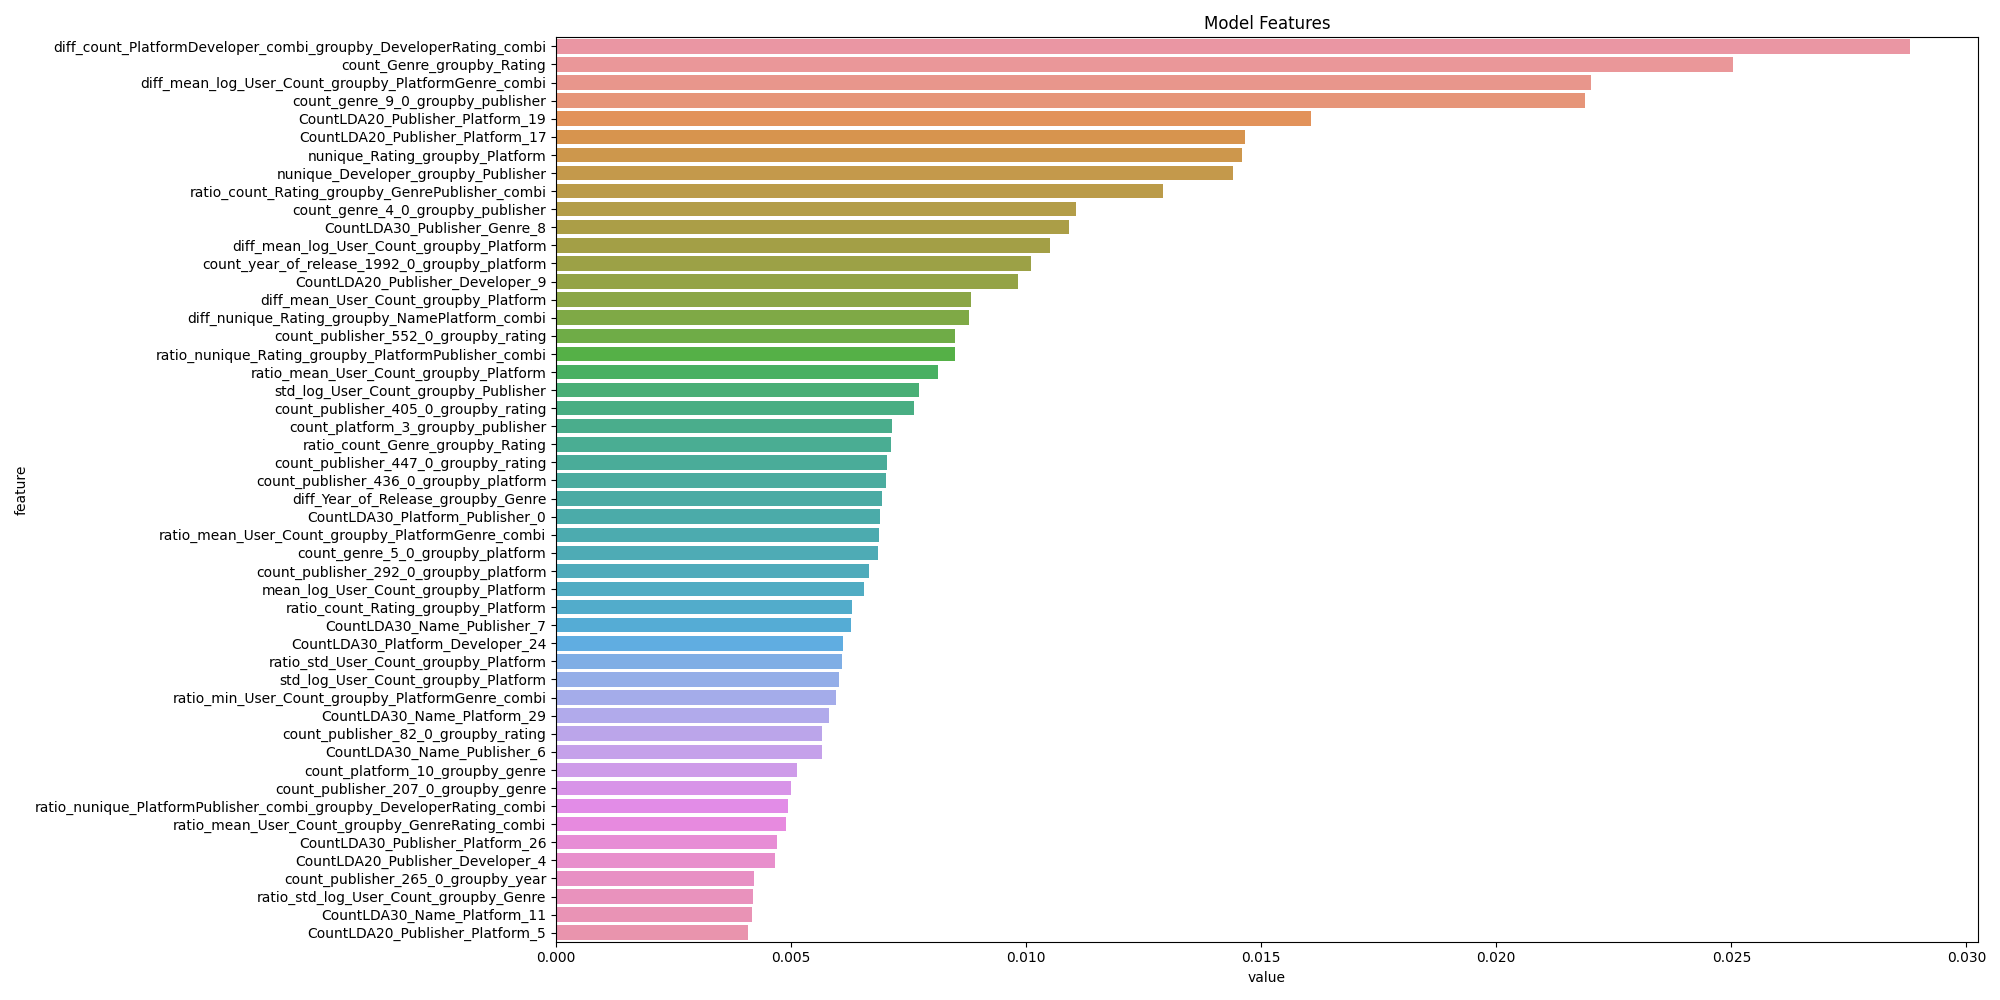 Model Features
diff_count_PlatformDeveloper_combi_groupby_DeveloperRating_combi
count_Genre_groupby_Rating
diff_mean_log_User_Count_groupby_PlatformGenre_combi
count_genre_9_0_groupby_publisher
CountLDA20_Publisher_Platform_19
CountLDA20_Publisher_Platform_17
nunique_Rating_groupby_Platform
nunique_Developer_groupby_Publisher
ratio_count_Rating_groupby_GenrePublisher_combi
count_genre_4_0_groupby_publisher
CountLDA30_Publisher_Genre_8
diff_mean_log_User_Count_groupby_Platform
count_year_of_release_1992_0_groupby_platform
CountLDA20_Publisher_Developer_9
diff_mean_User_Count_groupby_Platform
diff_nunique_Rating_groupby_NamePlatform_combi
count_publisher_552_0_groupby_rating
ratio_nunique_Rating_groupby_PlatformPublisher_combi
ratio_mean_User_Count_groupby_Platform
std_log_User_Count_groupby_Publisher
count_publisher_405_0_groupby_rating
count_platform_3_groupby_publisher
ratio_count_Genre_groupby_Rating
count_publisher_447_0_groupby_rating
count_publisher_436_0_groupby_platform
diff_Year_of_Release_groupby_Genre
CountLDA30_Platform_Publisher_0
ratio_mean_User_Count_groupby_PlatformGenre_combi
count_genre_5_0_groupby_platform
count_publisher_292_0_groupby_platform
mean_log_User_Count_groupby_Platform
ratio_count_Rating_groupby_Platform
CountLDA30_Name_Publisher_7
CountLDA30_Platform_Developer_24
ratio_std_User_Count_groupby_Platform
std_log_User_Count_groupby_Platform
ratio_min_User_Count_groupby_PlatformGenre_combi
CountLDA30_Name_Platform_29
count_publisher_82_0_groupby_rating
CountLDA30_Name_Publisher_6
count_platform_10_groupby_genre
count_publisher_207_0_groupby_genre
ratio_nunique_PlatformPublisher_combi_groupby_DeveloperRating_combi
ratio_mean_User_Count_groupby_GenreRating_combi
CountLDA30_Publisher_Platform_26
CountLDA20_Publisher_Developer_4
count_publisher_265_0_groupby_year
ratio_std_log_User_Count_groupby_Genre
CountLDA30_Name_Platform_11
CountLDA20_Publisher_Platform_5
feature
0.000 0.005 0.010 0.015 0.020 0.025 0.030
value